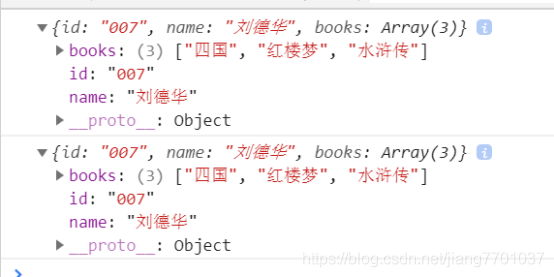 {id: "007", name: "刘德华", books: Array(3)} i
books: (3) ["四国", "红楼梦", "水浒传"]
id: "007"
name: "刘德华"
__proto__: Object
{id: "007", name: "刘德华", books: Array(3)} i
books: (3) ["四国", "红楼梦", "水浒传"]
id: "007"
name: "刘德华"
__proto__: Object
https://blog.csdn.net/jiang7701037